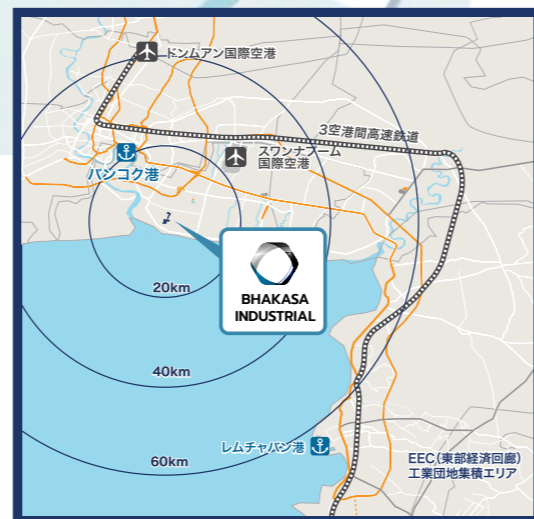 ドンムアン国際空港
3空港間高速鉄道
スワンナプーム
国際空港
バンコク港
BHAKASA
INDUSTRIAL
20km
40km
レムチャバン港
60km
EEC(東部経済回廊)
工業団地集積エリア